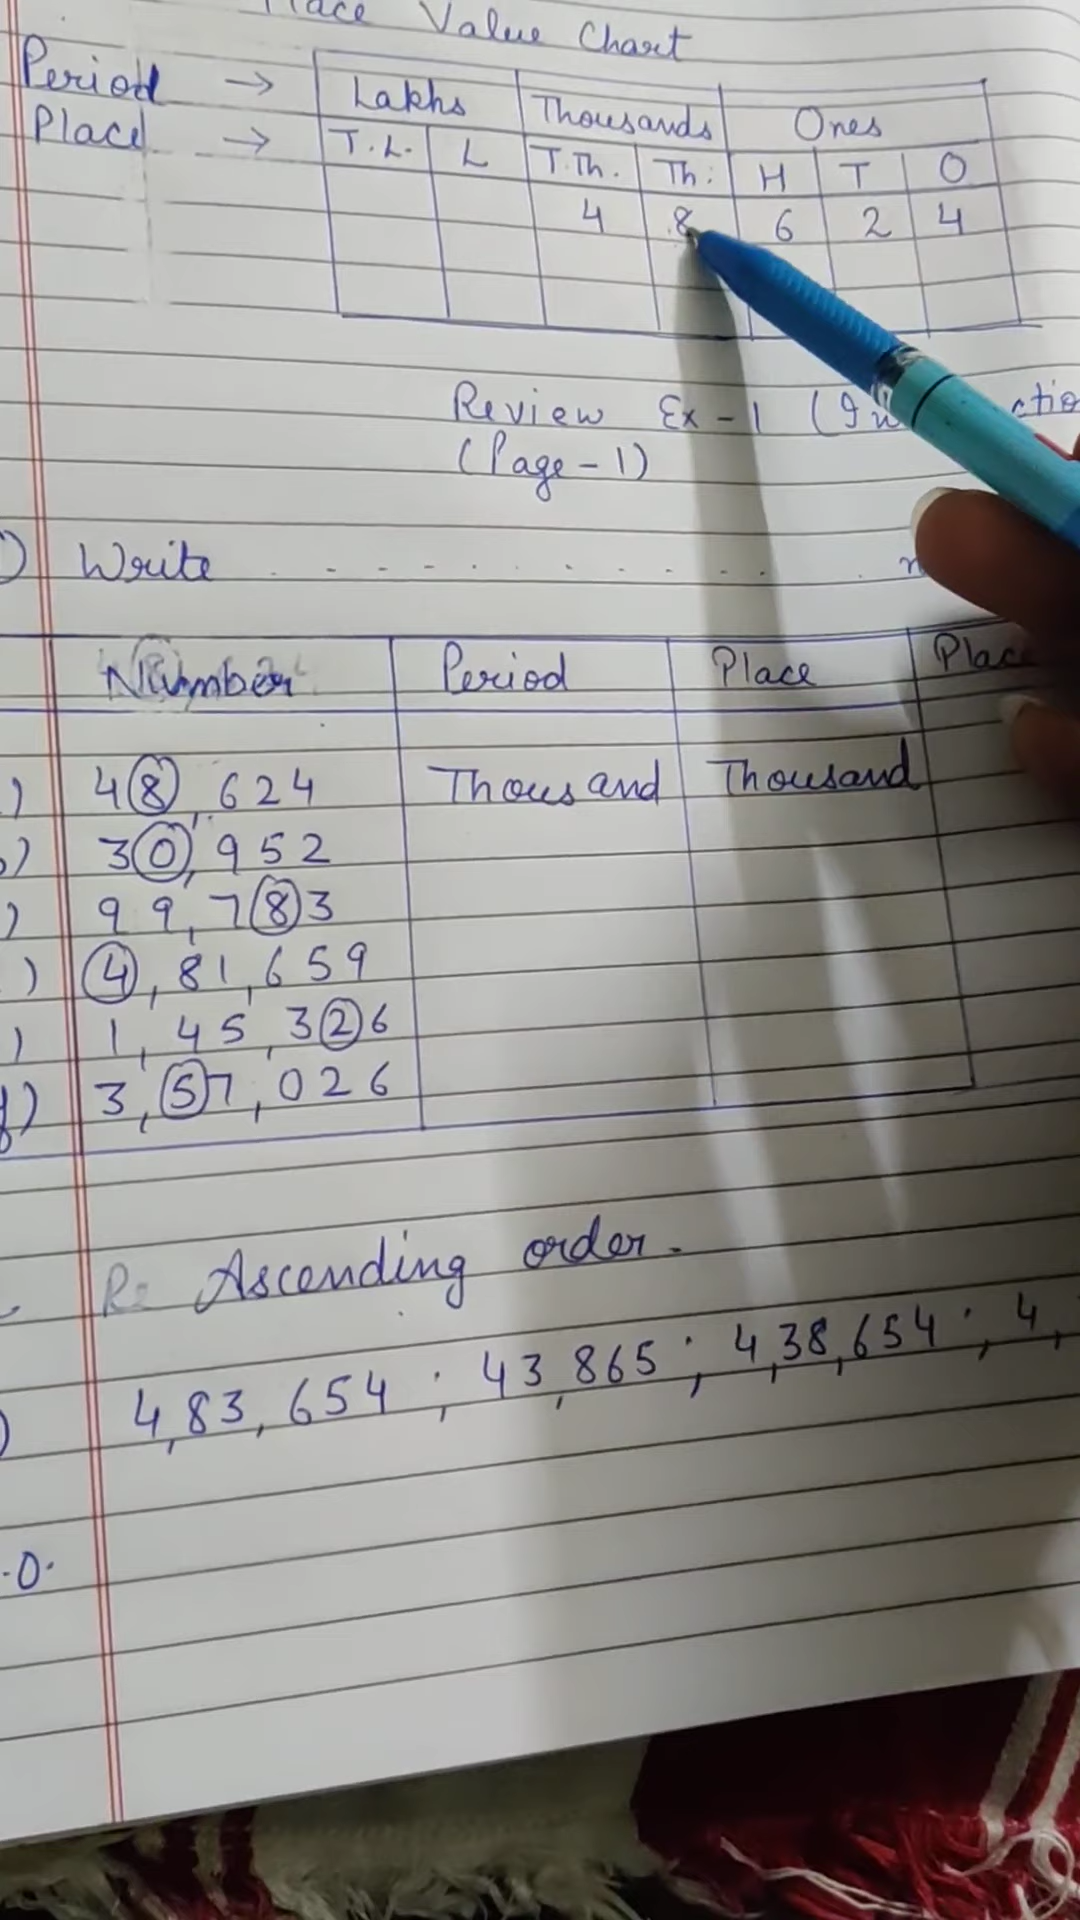 Place Value Chart
Period → Lakhs Thousands Ones
Place → T.L. L T.Th. Th. H T O
4 8 6 2 4
Review Ex-1
(Page-1)
Write
Number Period Place Place
48,624 Thousand Thousand
30,952
99,783
4,81,659
1,45,326
f) 3,57,026
Ascending order.
4,83,654 ; 43,865 ; 4,38,654 ; 4,
.O.